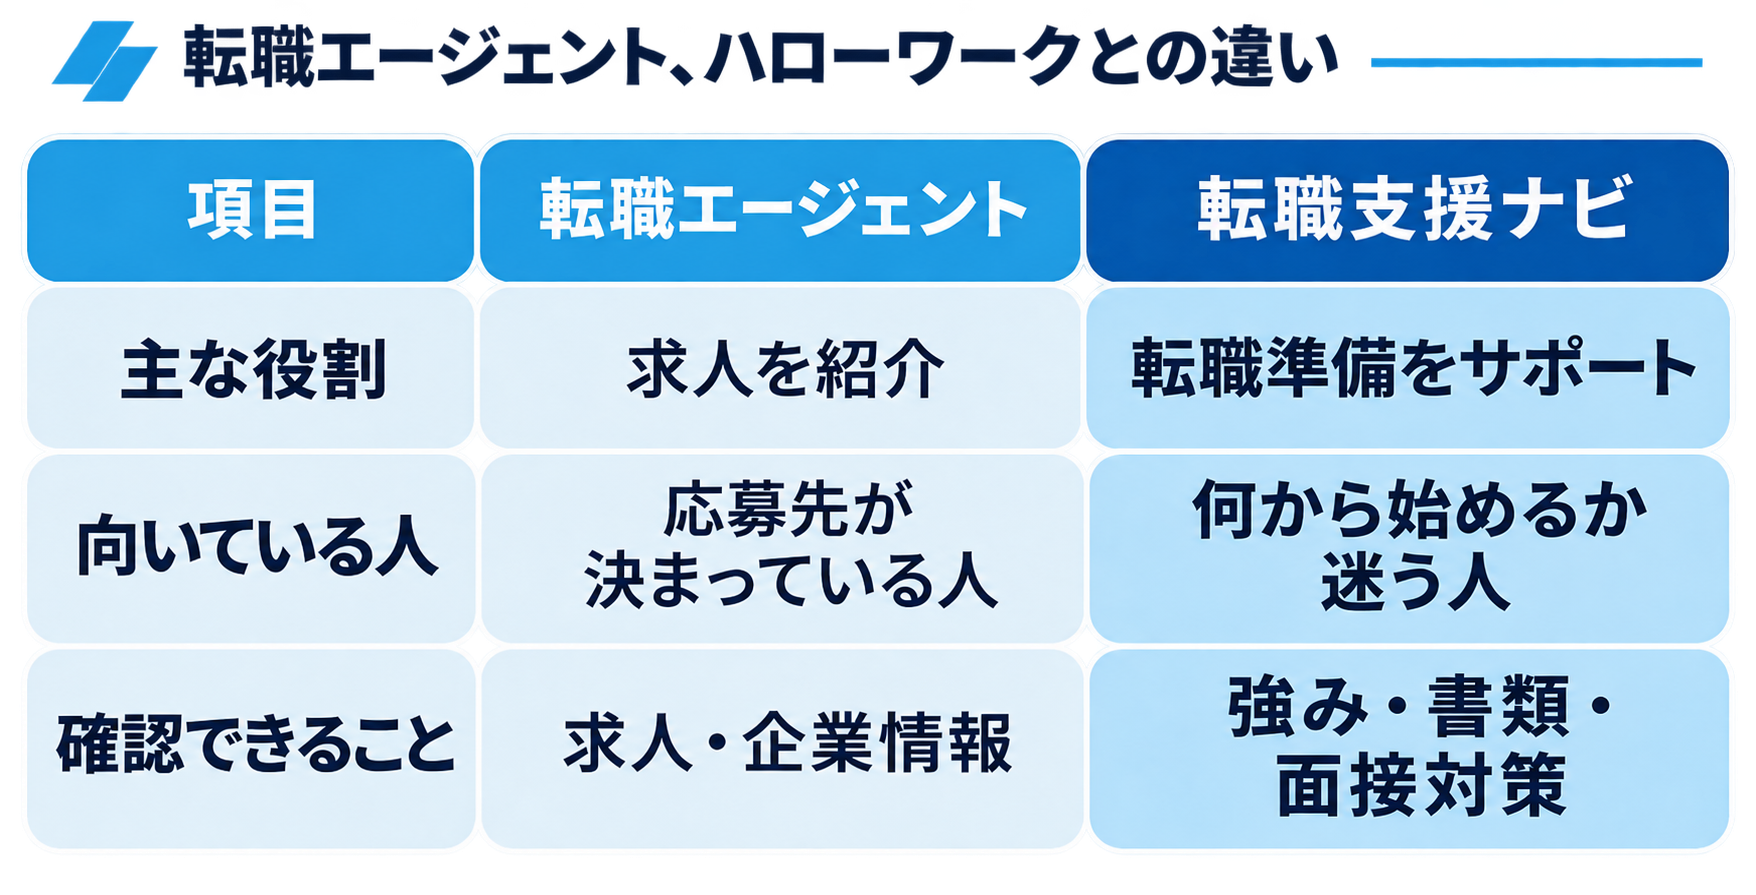 転職エージェント、ハローワークとの違い
項目
転職エージェント
転職支援ナビ
主な役割
求人を紹介
転職準備をサポート
向いている人
応募先が
決まっている人
何から始めるか
迷う人
確認できること
求人・企業情報
強み・書類・
面接対策